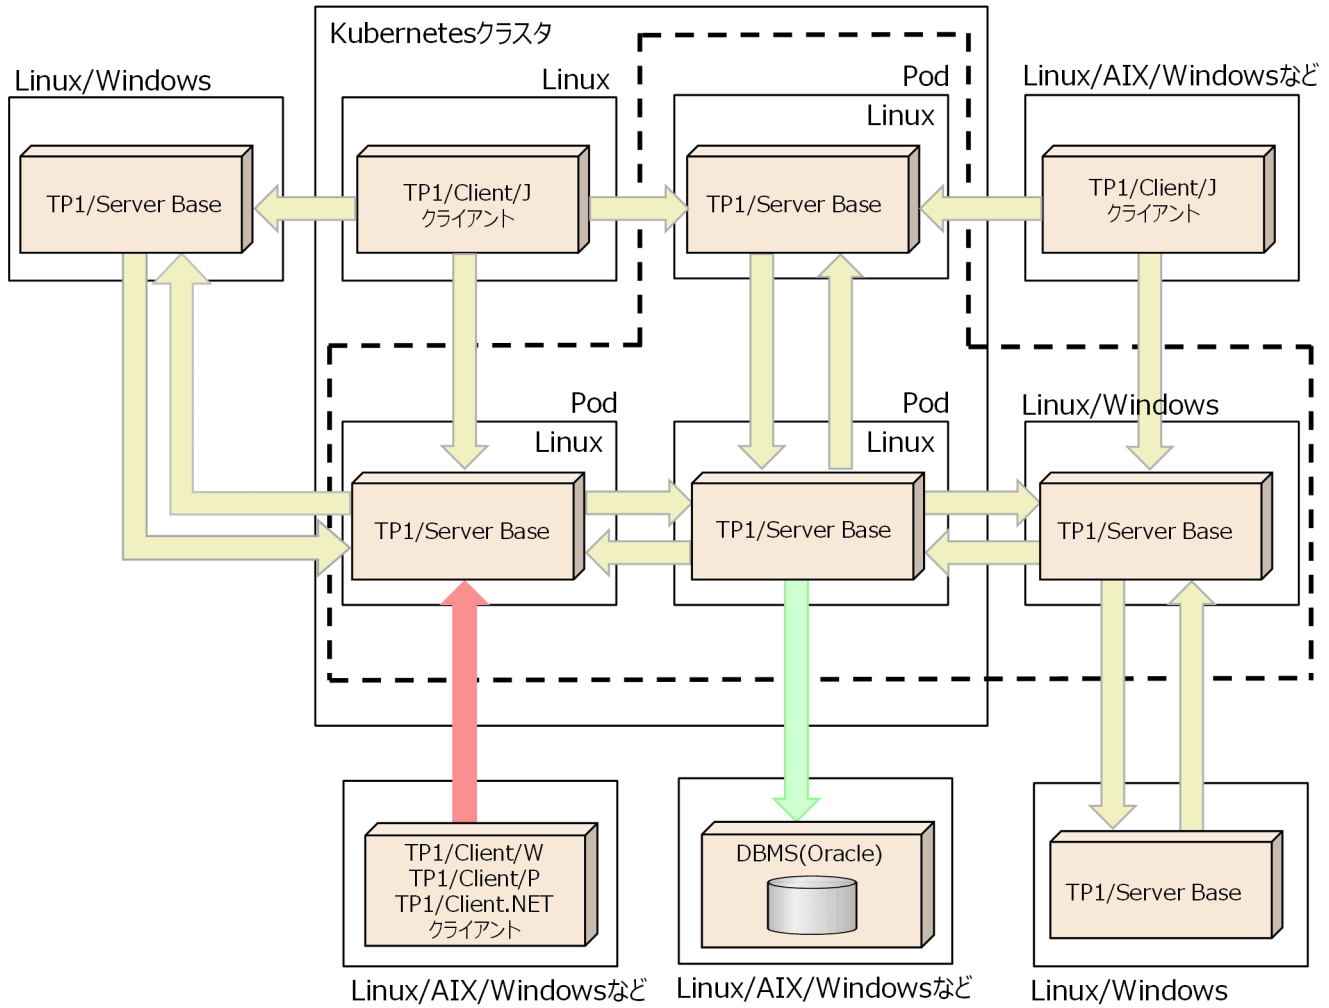 Kubernetesクラスタ
Linux/Windows
Linux
Pod
Linux/AIX/Windowsなど
Linux
TP1/Server Base
TP1/Client/J
クライアント
TP1/Server Base
TP1/Client/J
クライアント
Pod
Pod
Linux/Windows
Linux
Linux
TP1/Server Base
TP1/Server Base
TP1/Server Base
TP1/Client/W
TP1/Client/P
TP1/Client.NET
クライアント
DBMS(Oracle)
TP1/Server Base
Linux/AIX/Windowsなど
Linux/AIX/Windowsなど
Linux/Windows